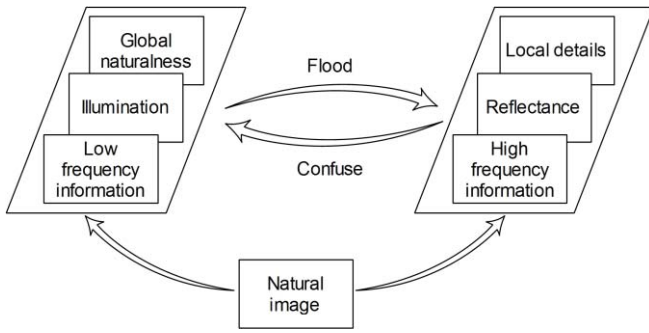 Global
naturalness
Illumination
Low
frequency
information
Flood
Confuse
Local details
Reflectance
High
frequency
information
Natural
image